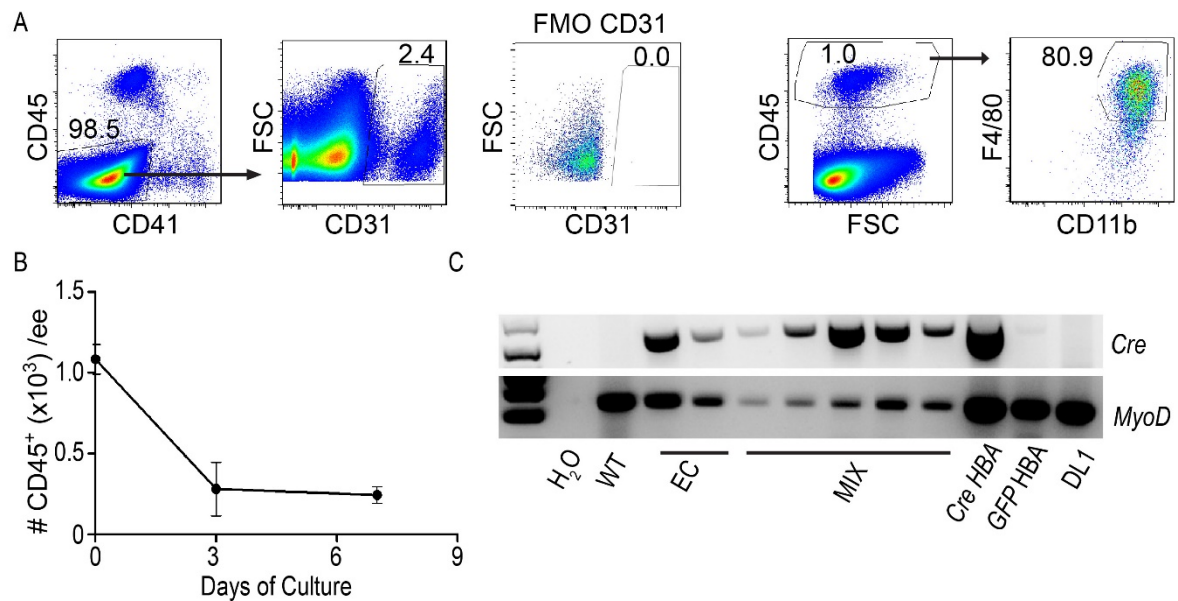 A
FMO CD31
CD45
98.5
CD41
FSC
2.4
CD31
FSC
0.0
CD31
CD45
1.0
FSC
F4/80
80.9
CD11b
B
# CD45⁺ (x10³) /ee
1.5
1.0
0.5
0
0
3
6
9
Days of Culture
C
Cre
MyoD
H₂O
WT
EC
MIX
Cre HBA
GFP HBA
DL1